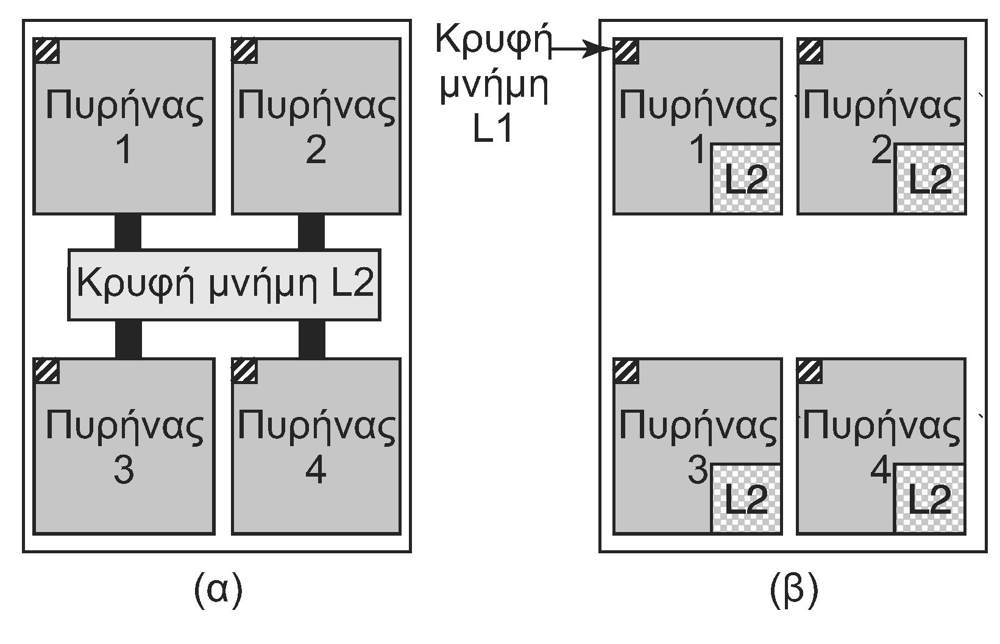 Πυρήνας
1
Πυρήνας
2
Κρυφή μνήμη L2
Πυρήνας
3
Πυρήνας
4
(α)
Κρυφή
μνήμη
L1
Πυρήνας
1
L2
Πυρήνας
2
L2
Πυρήνας
3
L2
Πυρήνας
4
L2
(β)